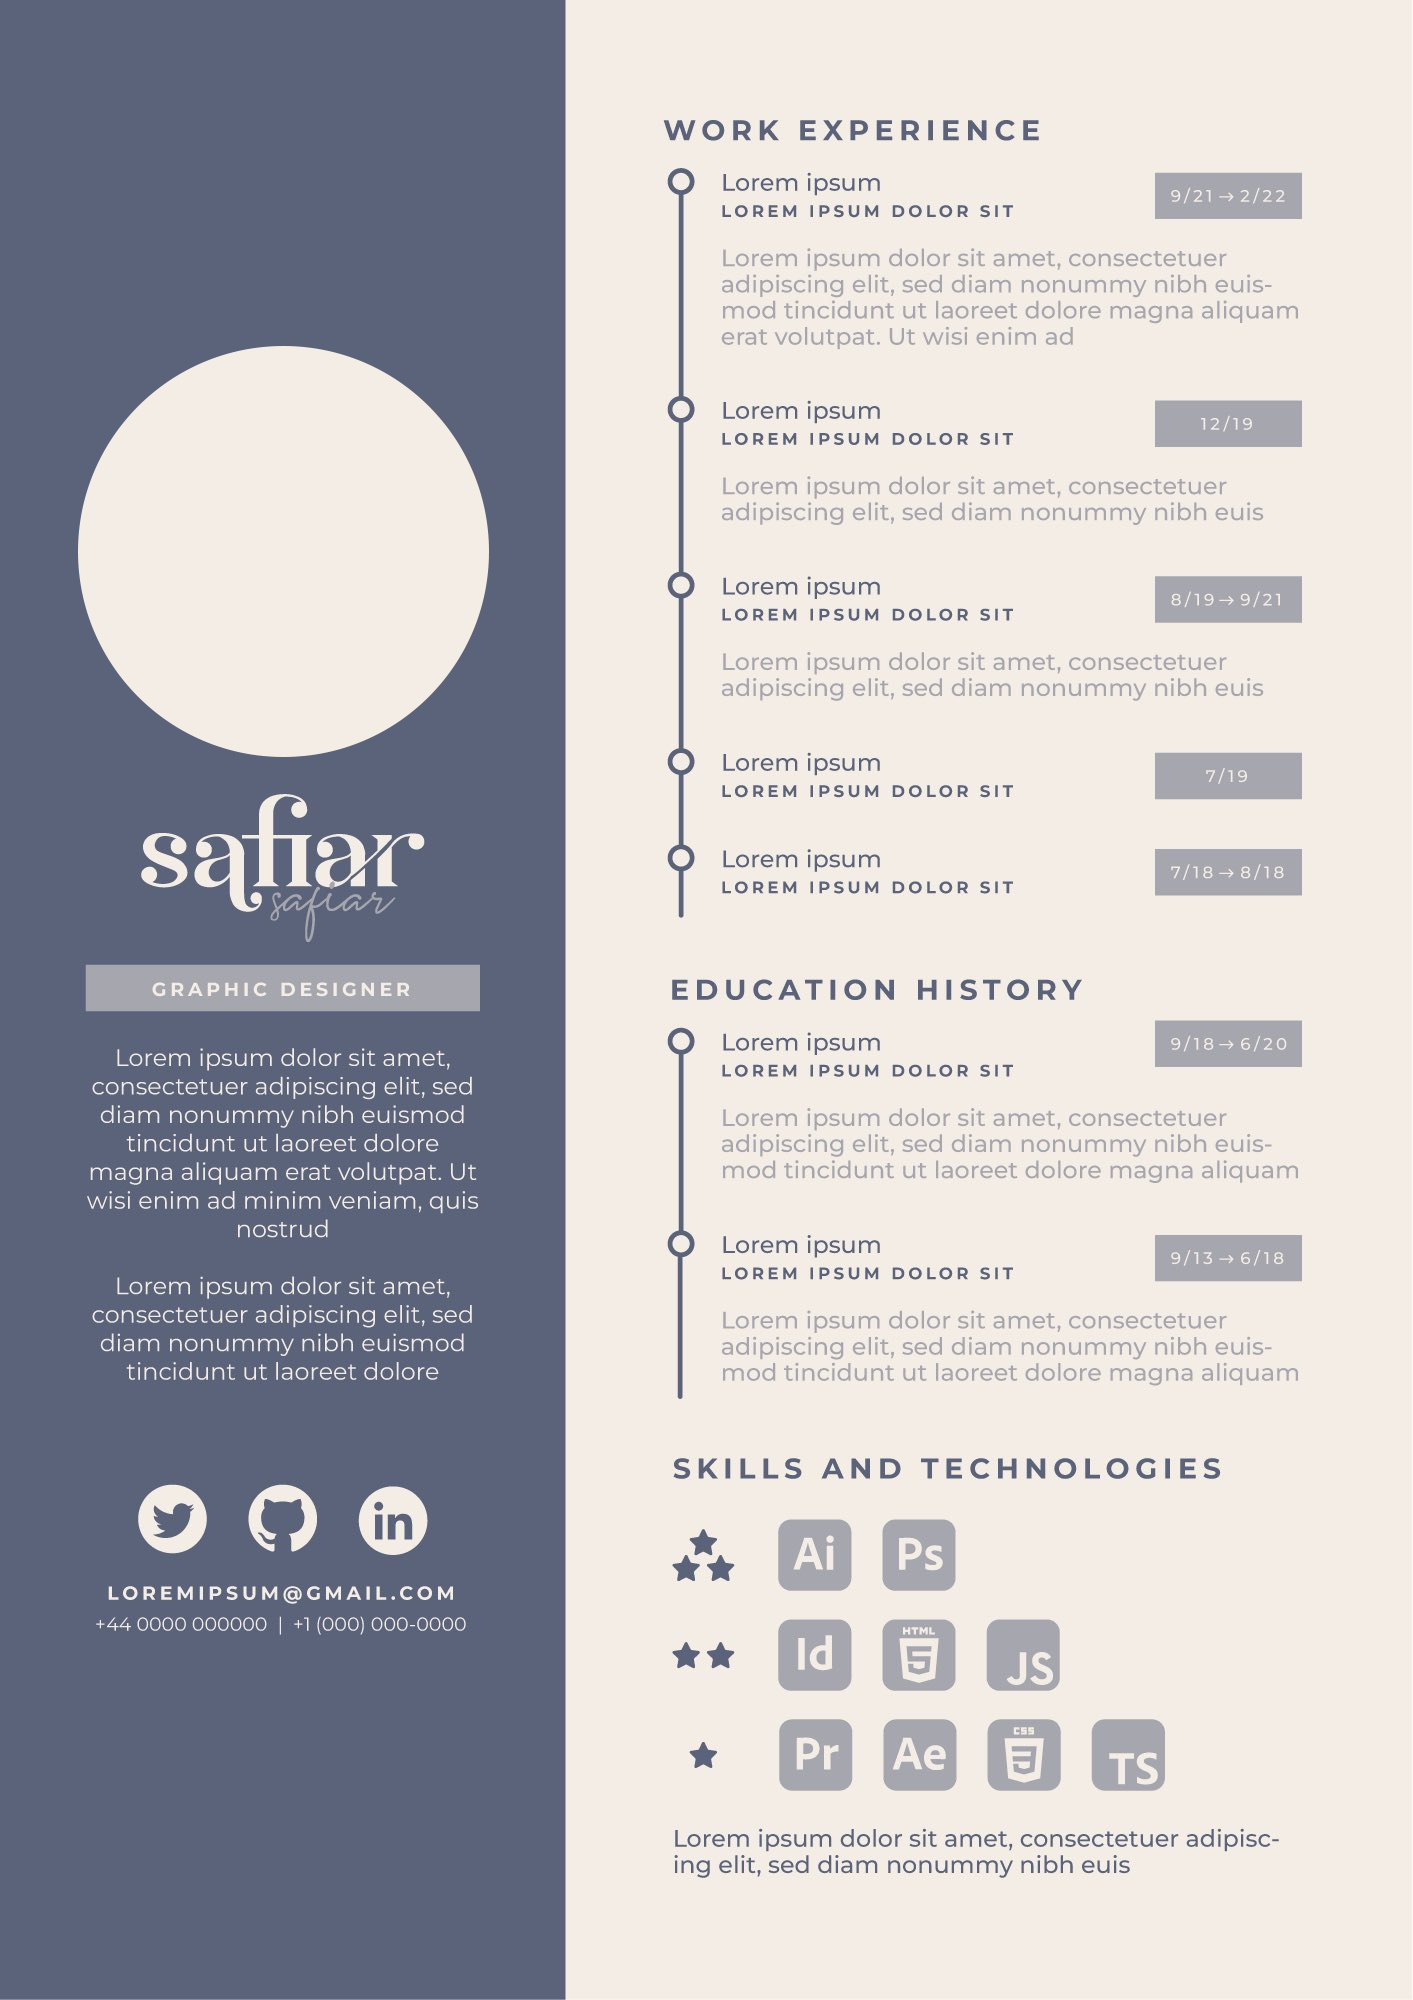 safiar
safiar
GRAPHIC DESIGNER
Lorem ipsum dolor sit amet,
consectetuer adipiscing elit, sed
diam nonummy nibh euismod
tincidunt ut laoreet dolore
magna aliquam erat volutpat. Ut
wisi enim ad minim veniam, quis
nostrud
Lorem ipsum dolor sit amet,
consectetuer adipiscing elit, sed
diam nonummy nibh euismod
tincidunt ut laoreet dolore
in
LOREMIPSUM@GMAIL.COM
+44 0000 000000 | +1 (000) 000-0000
WORK EXPERIENCE
Lorem ipsum
LOREM IPSUM DOLOR SIT
9/21→2/22
Lorem ipsum dolor sit amet, consectetuer
adipiscing elit, sed diam nonummy nibh euis-
mod tincidunt ut laoreet dolore magna aliquam
erat volutpat. Ut wisi enim ad
Lorem ipsum
LOREM IPSUM DOLOR SIT
12/19
Lorem ipsum dolor sit amet, consectetuer
adipiscing elit, sed diam nonummy nibh euis
Lorem ipsum
LOREM IPSUM DOLOR SIT
8/19→9/21
Lorem ipsum dolor sit amet, consectetuer
adipiscing elit, sed diam nonummy nibh euis
Lorem ipsum
LOREM IPSUM DOLOR SIT
7/19
Lorem ipsum
LOREM IPSUM DOLOR SIT
7/18→8/18
EDUCATION HISTORY
Lorem ipsum
LOREM IPSUM DOLOR SIT
9/18→6/20
Lorem ipsum dolor sit amet, consectetuer
adipiscing elit, sed diam nonummy nibh euis-
mod tincidunt ut laoreet dolore magna aliquam
Lorem ipsum
LOREM IPSUM DOLOR SIT
9/13→6/18
Lorem ipsum dolor sit amet, consectetuer
adipiscing elit, sed diam nonummy nibh euis-
mod tincidunt ut laoreet dolore magna aliquam
SKILLS AND TECHNOLOGIES
Ai Ps
Id HTML 5 JS
Pr Ae CSS 3 TS
Lorem ipsum dolor sit amet, consectetuer adipisc-
ing elit, sed diam nonummy nibh euis